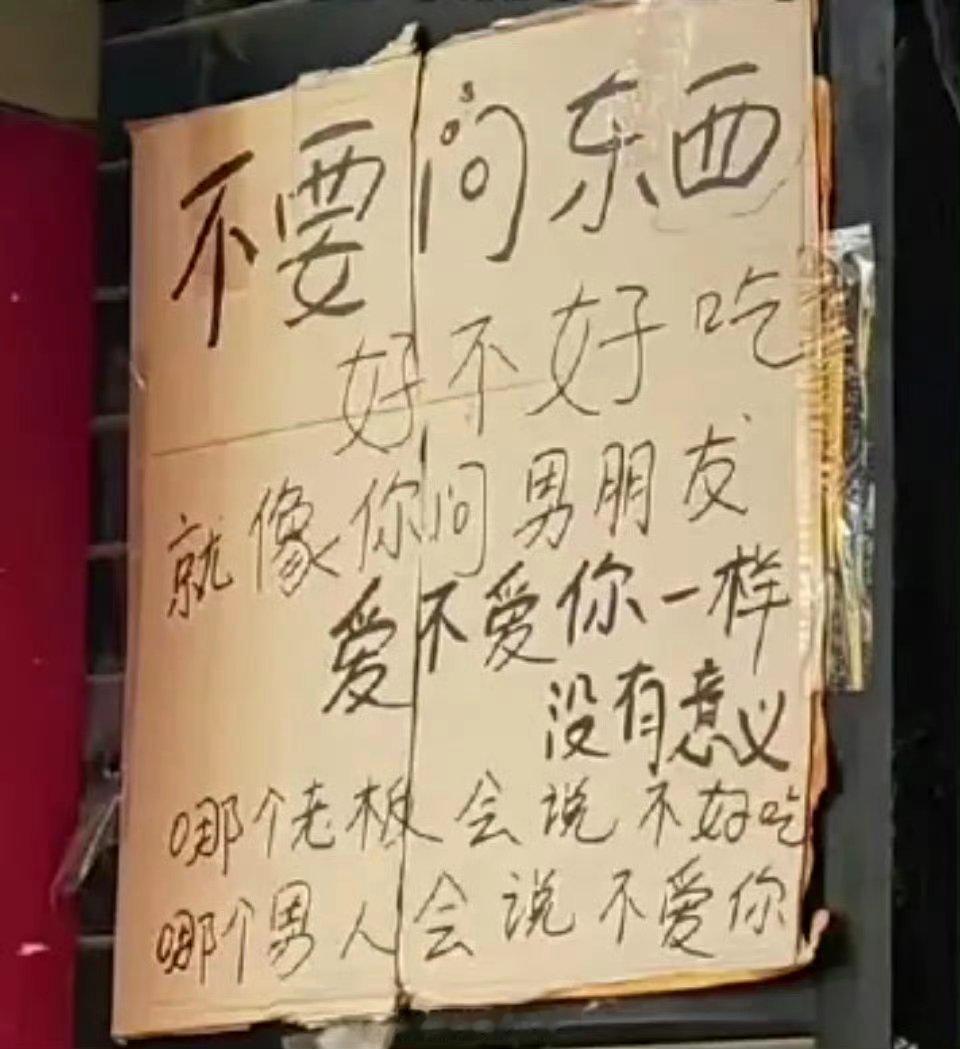 不要问东西
好不好吃
就像你问男朋友
爱不爱你一样
没有意义
哪个老板会说不好吃
哪个男人会说不爱你